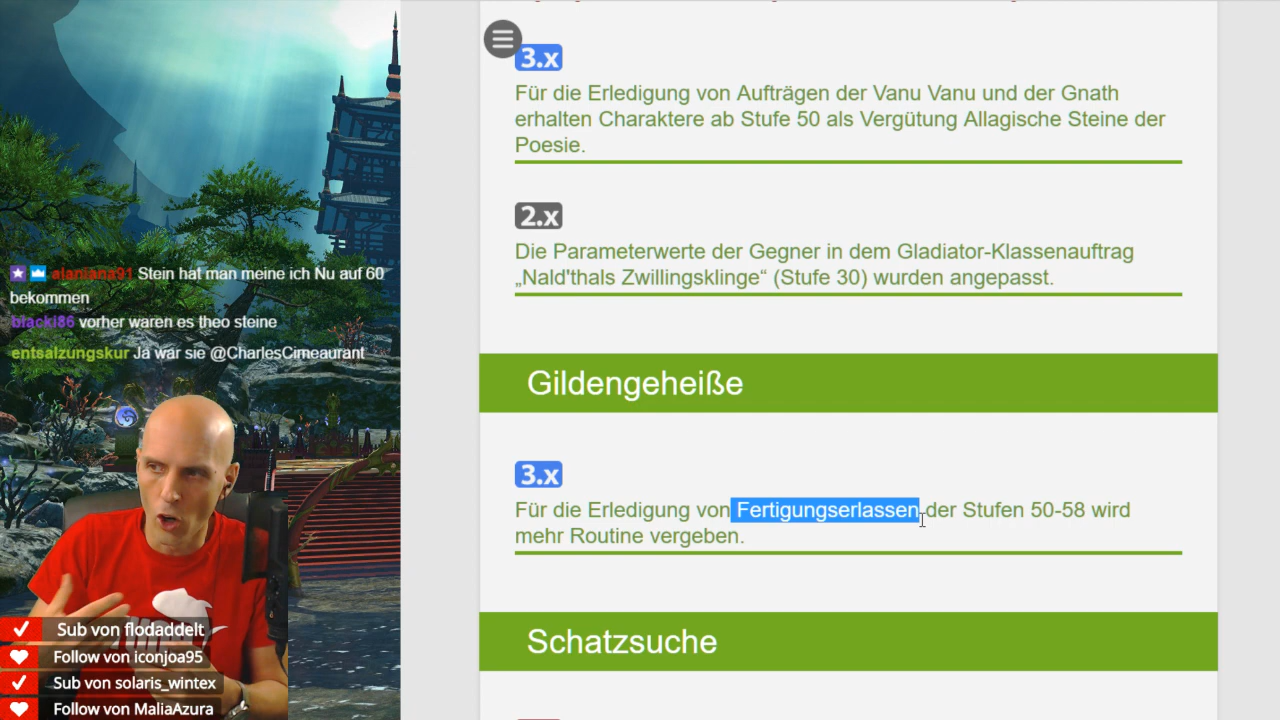 alaniana91 Stein hat man meine ich Nu auf 60
bekommen
blacki86 vorher waren es theo steine
entsalzungskur Ja war sie @CharlesCimeaurant
Sub von flodaddelt
Follow von iconjoa95
Sub von solaris_wintex
Follow von MaliaAzura
3.x
Für die Erledigung von Aufträgen der Vanu Vanu und der Gnath
erhalten Charaktere ab Stufe 50 als Vergütung Allagische Steine der
Poesie.
2.x
Die Parameterwerte der Gegner in dem Gladiator-Klassenauftrag
„Nald'thals Zwillingsklinge“ (Stufe 30) wurden angepasst.
Gildengeheiße
3.x
Für die Erledigung von Fertigungserlassen der Stufen 50-58 wird
mehr Routine vergeben.
Schatzsuche